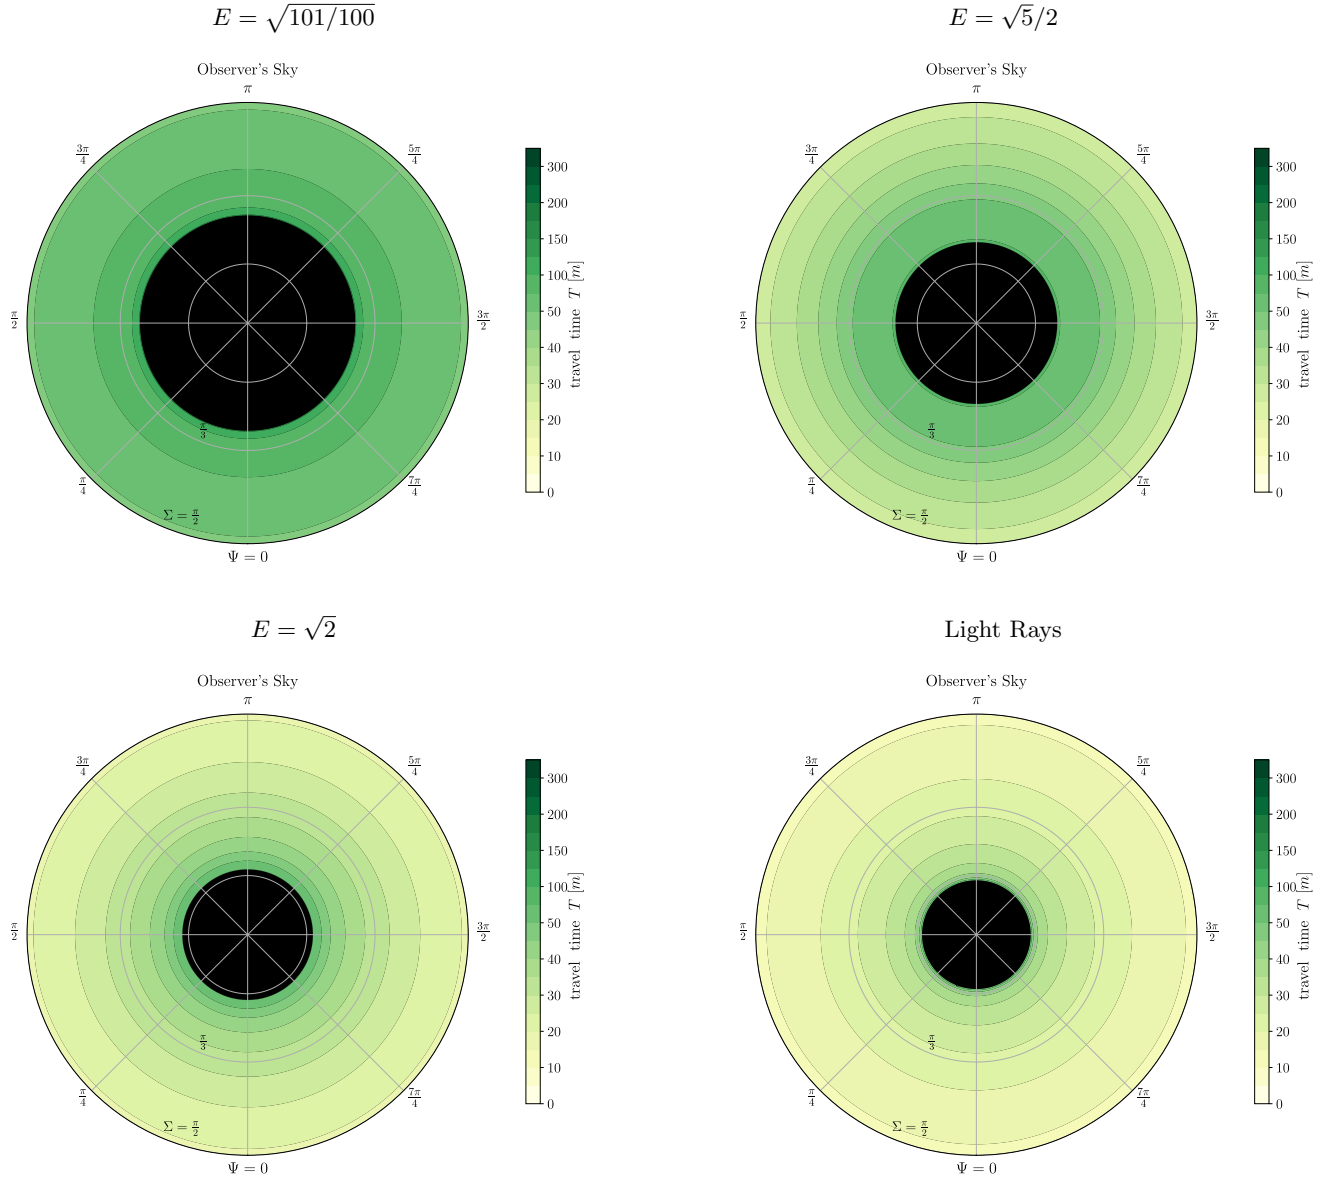 E = √101/100
Observer's Sky
π
3π/4
5π/4
π/2
3π/2
π/3
π/4
7π/4
Σ = π/2
Ψ = 0
300
200
150
100
50
40
30
20
10
0
travel time T [m]
E = √5/2
Observer's Sky
π
3π/4
5π/4
π/2
3π/2
π/3
π/4
7π/4
Σ = π/2
Ψ = 0
300
200
150
100
50
40
30
20
10
0
travel time T [m]
E = √2
Observer's Sky
π
3π/4
5π/4
π/2
3π/2
π/3
π/4
7π/4
Σ = π/2
Ψ = 0
300
200
150
100
50
40
30
20
10
0
travel time T [m]
Light Rays
Observer's Sky
π
3π/4
5π/4
π/2
3π/2
π/3
π/4
7π/4
Σ = π/2
Ψ = 0
300
200
150
100
50
40
30
20
10
0
travel time T [m]